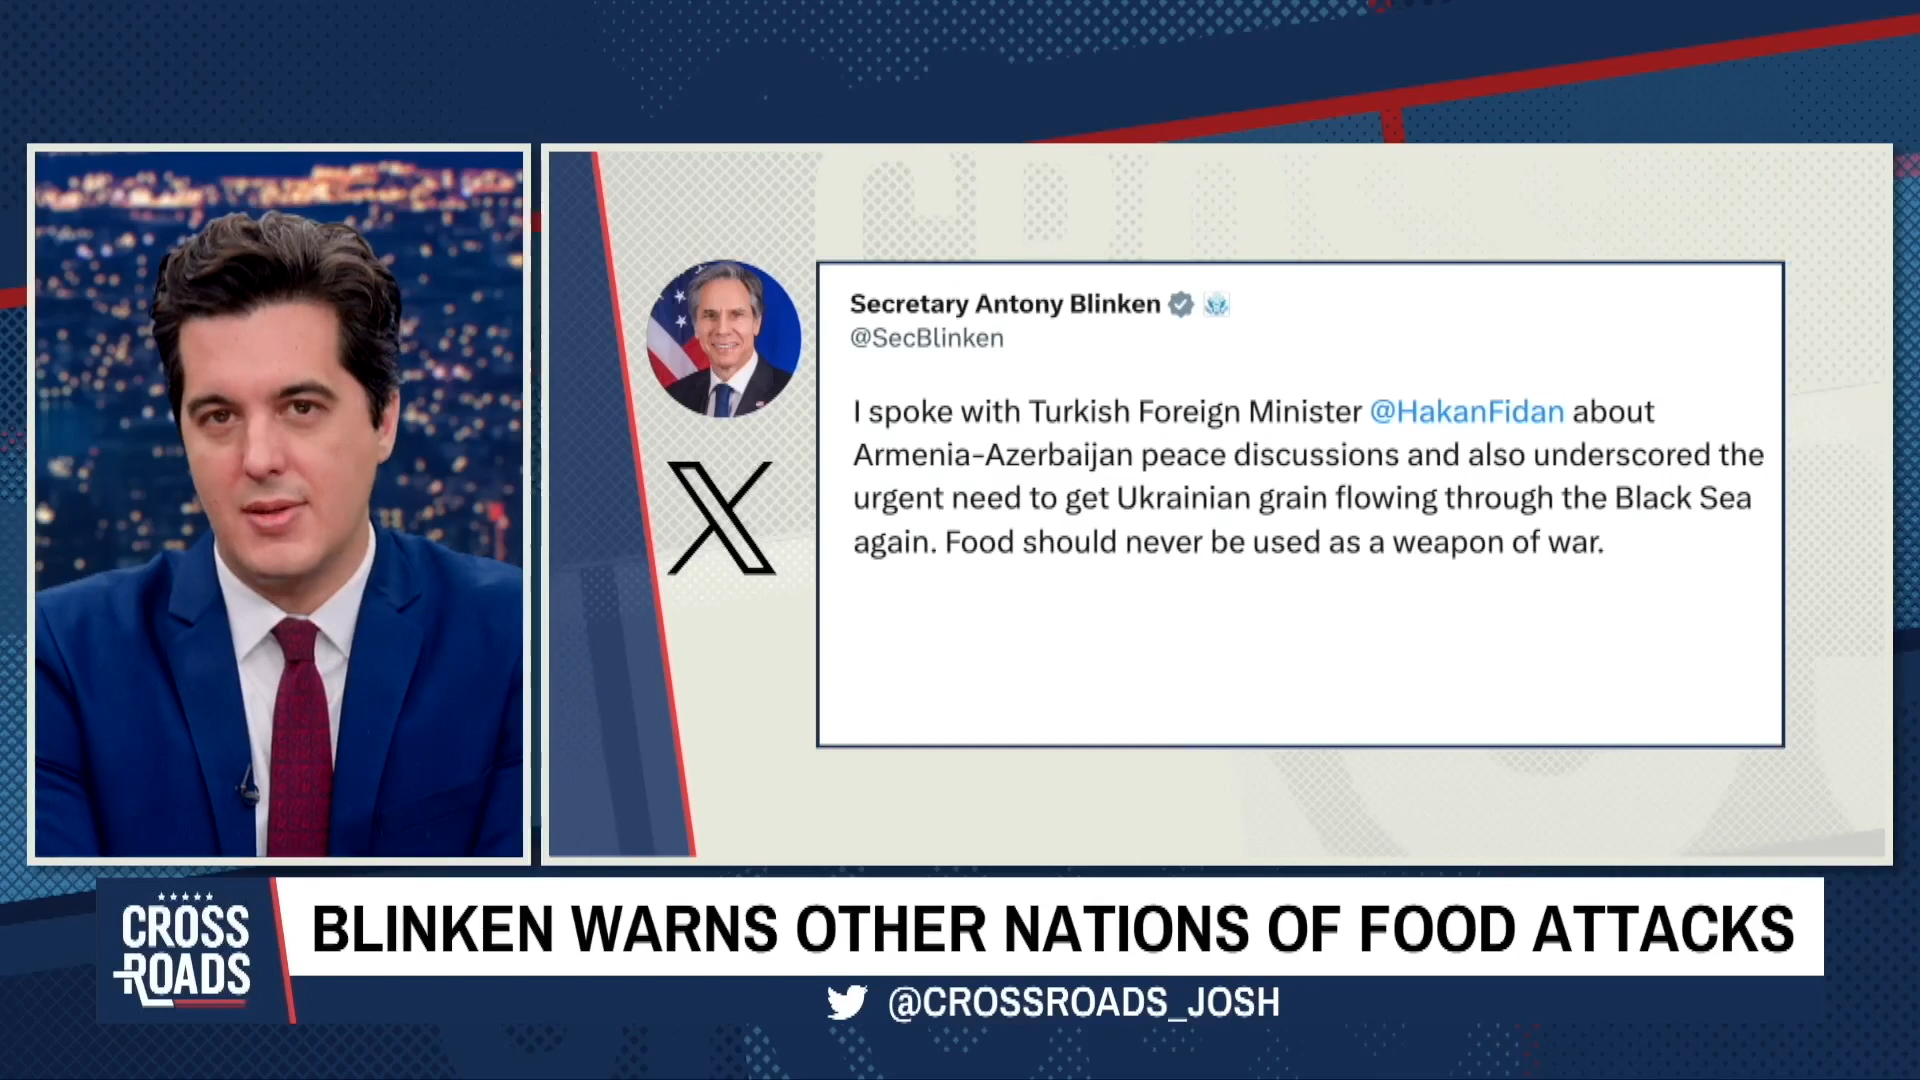 Secretary Antony Blinken
@SecBlinken
I spoke with Turkish Foreign Minister @HakanFidan about
Armenia-Azerbaijan peace discussions and also underscored the
urgent need to get Ukrainian grain flowing through the Black Sea
again. Food should never be used as a weapon of war.
CROSS
ROADS
BLINKEN WARNS OTHER NATIONS OF FOOD ATTACKS
@CROSSROADS_JOSH